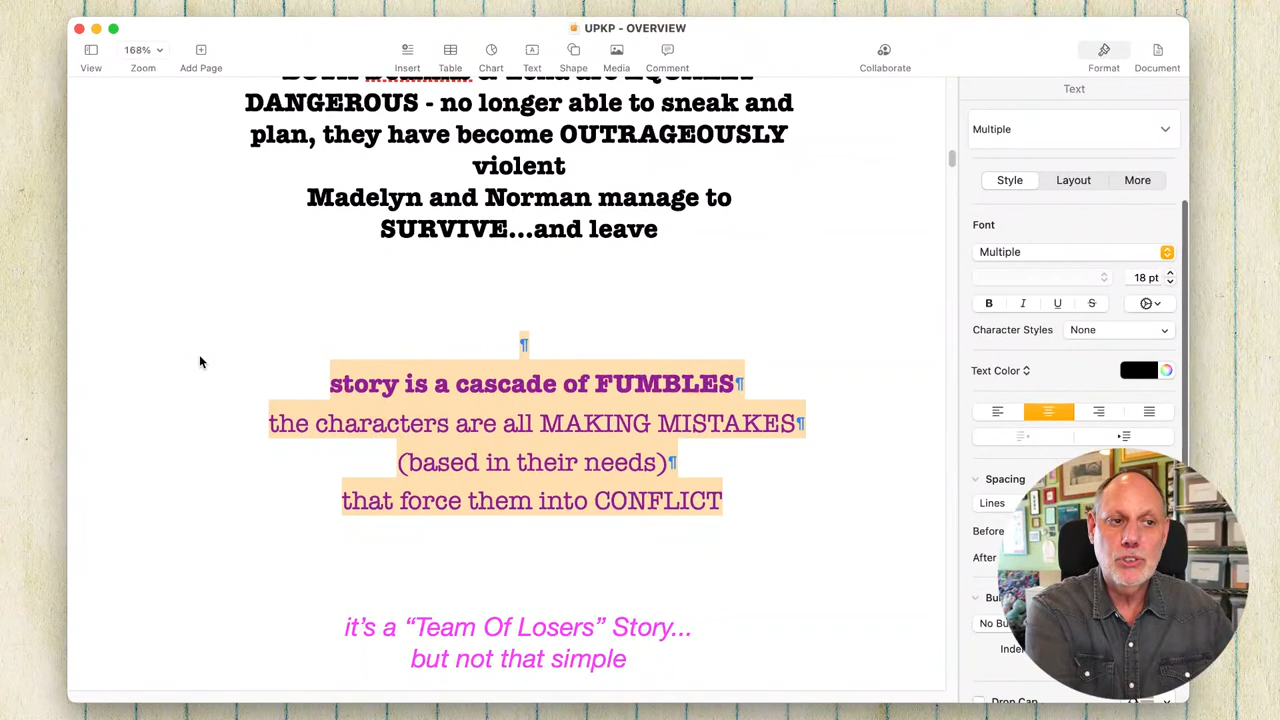 UPKP - OVERVIEW
168%
View
Zoom
Add Page
Insert
Table
Chart
Text
Shape
Media
Comment
Collaborate
Format
Document
DANGEROUS - no longer able to sneak and
plan, they have become OUTRAGEOUSLY
violent
Madelyn and Norman manage to
SURVIVE...and leave
¶
story is a cascade of FUMBLES¶
the characters are all MAKING MISTAKES¶
(based in their needs)¶
that force them into CONFLICT
it's a “Team Of Losers” Story...
but not that simple
Text
Multiple
Style
Layout
More
Font
Multiple
18 pt
B I U S
Character Styles
None
Text Color
Spacing
Lines
Before
After
No Bu
Drop Cap